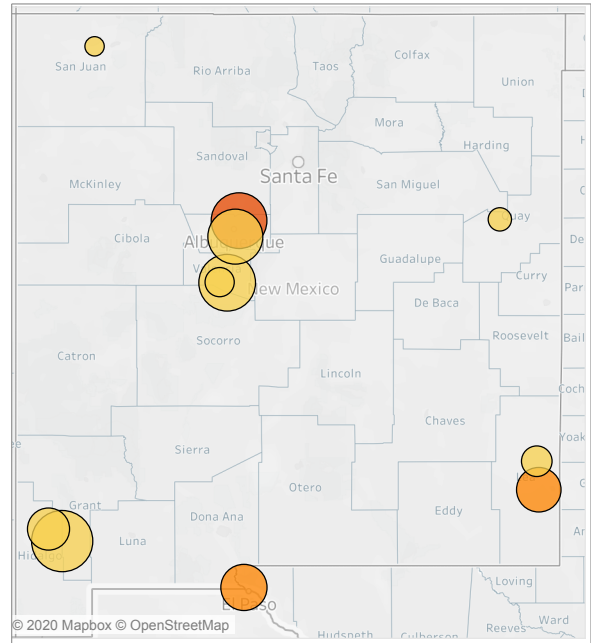 Colfax
San Juan
Rio Arriba
Taos
Union
Mora
Harding
Sandoval
Santa Fe
McKinley
San Miguel
Cibola
Guadalupe
Curry
New Mexico
De Baca
Socorro
Roosevelt
Catron
Lincoln
Chaves
Sierra
Otero
Grant
Dona Ana
Eddy
Luna
Loving
El Paso
Ward
Reeves
© 2020 Mapbox © OpenStreetMap